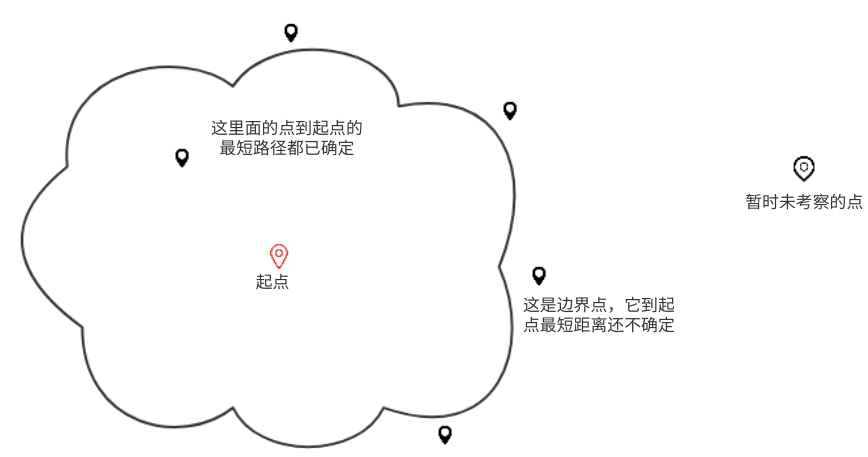 这里面的点到起点的
最短路径都已确定
起点
暂时未考察的点
这是边界点，它到起
点最短距离还不确定